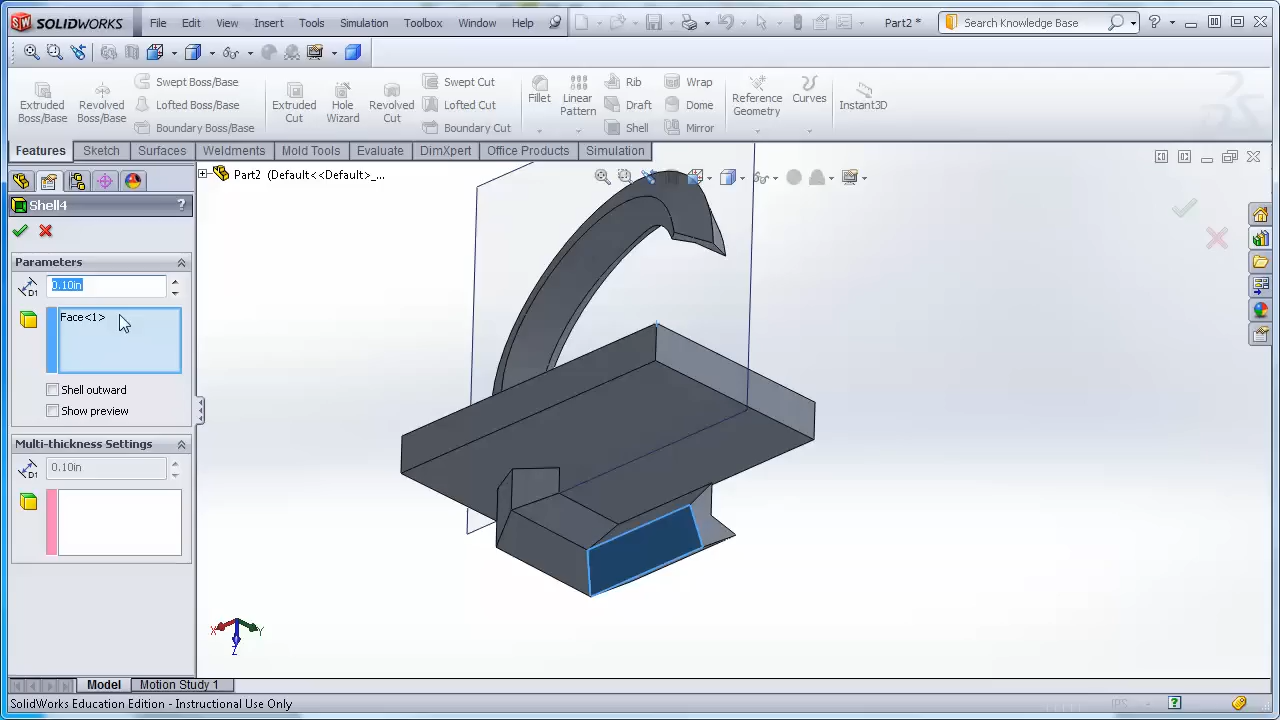 SOLIDWORKS File Edit View Insert Tools Simulation Toolbox Window Help Part2 * Search Knowledge Base ?
Extruded Boss/Base
Revolved Boss/Base
Swept Boss/Base
Lofted Boss/Base
Boundary Boss/Base
Extruded Cut
Hole Wizard
Revolved Cut
Swept Cut
Lofted Cut
Boundary Cut
Fillet
Linear Pattern
Rib
Draft
Shell
Wrap
Dome
Mirror
Reference Geometry
Curves
Instant3D
Features Sketch Surfaces Weldments Mold Tools Evaluate DimXpert Office Products Simulation
Part2 (Default<<Default>_...
Shell4 ?
Parameters
D1 0.10in
Face<1>
Shell outward
Show preview
Multi-thickness Settings
D1 0.10in
X Y
Z
Model Motion Study 1
SolidWorks Education Edition - Instructional Use Only
IPS